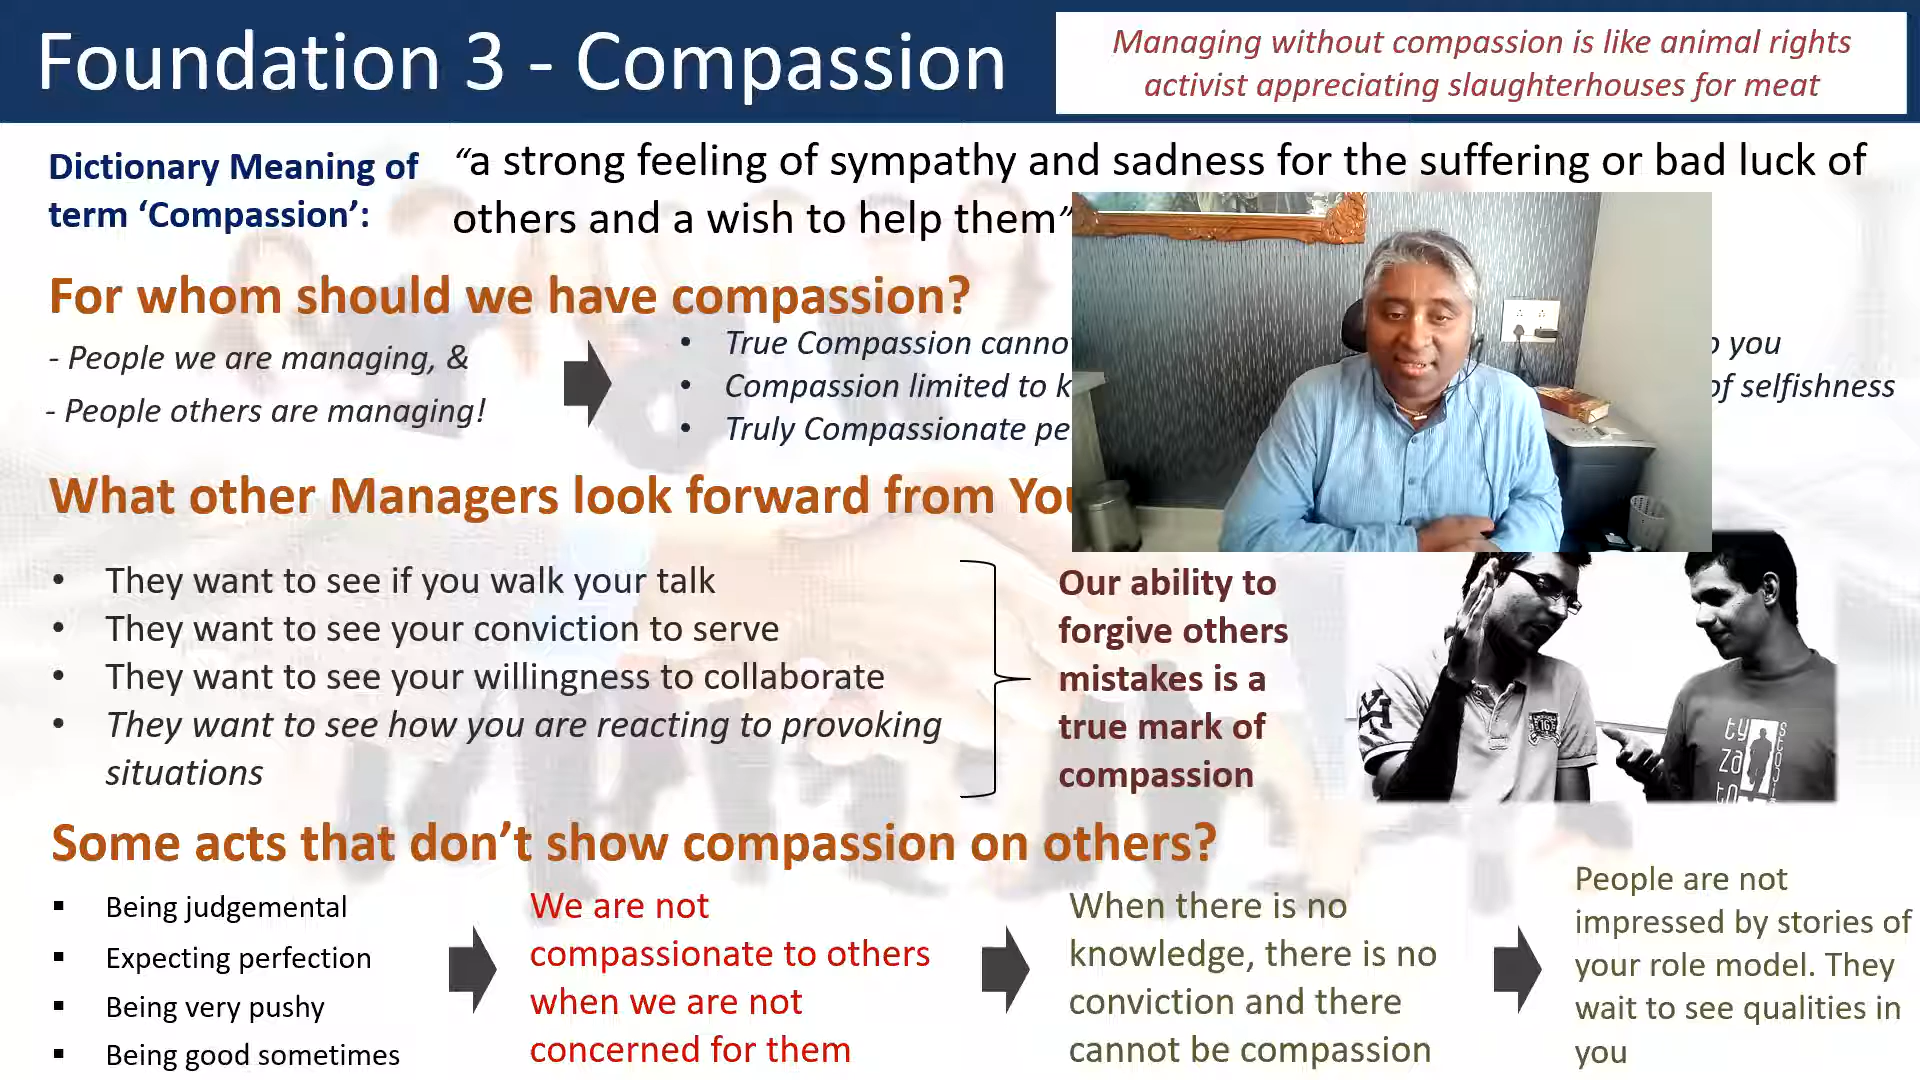 Foundation 3 - Compassion
Managing without compassion is like animal rights
activist appreciating slaughterhouses for meat
Dictionary Meaning of
term ‘Compassion’:
“a strong feeling of sympathy and sadness for the suffering or bad luck of
others and a wish to help them”
For whom should we have compassion?
- People we are managing, &
- People others are managing!
• True Compassion you
• Compassion limited to of selfishness
• Truly Compassionate
What other Managers look forward from
• They want to see if you walk your talk
• They want to see your conviction to serve
• They want to see your willingness to collaborate
• They want to see how you are reacting to provoking
situations
Our ability to
forgive others
mistakes is a
true mark of
compassion
16
ty
za
Some acts that don’t show compassion on others?
▪ Being judgemental
▪ Expecting perfection
▪ Being very pushy
▪ Being good sometimes
We are not
compassionate to others
when we are not
concerned for them
When there is no
knowledge, there is no
conviction and there
cannot be compassion
People are not
impressed by stories of
your role model. They
wait to see qualities in
you